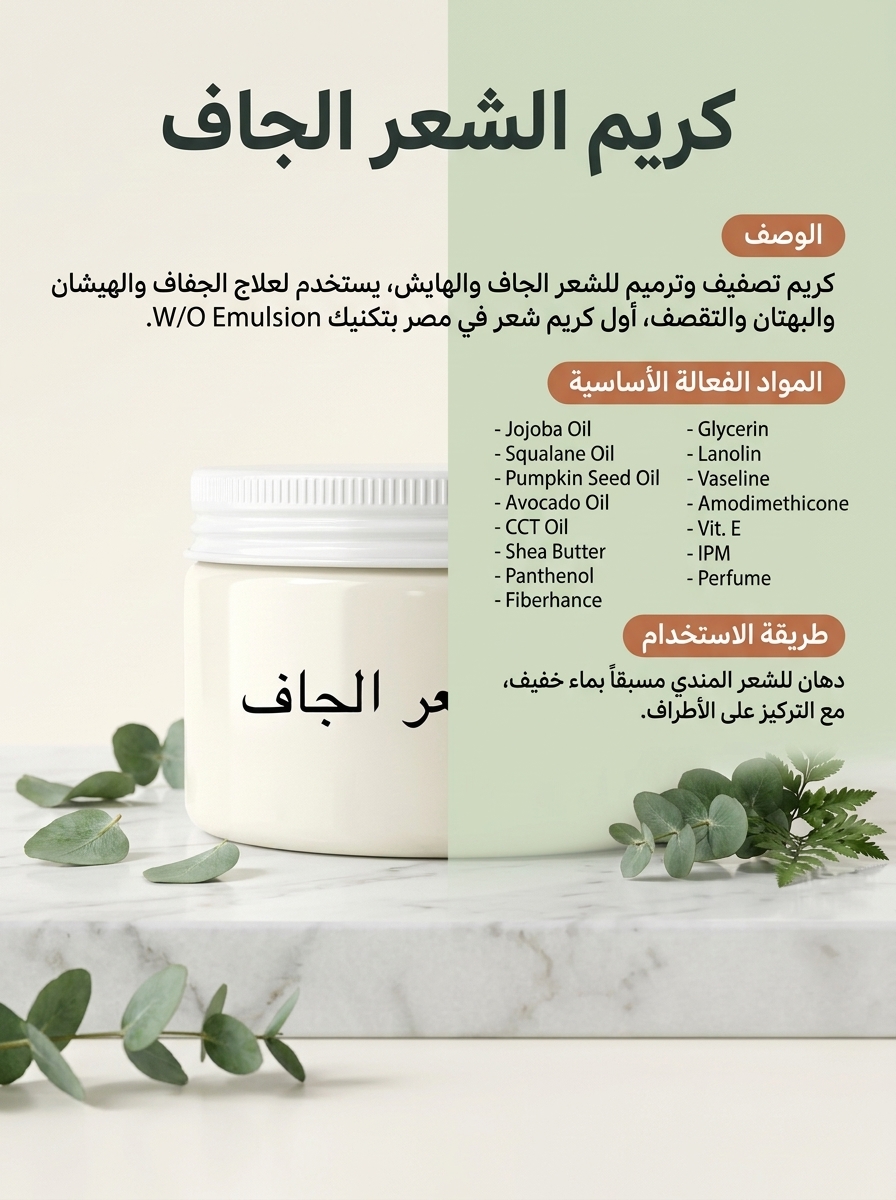 كريم الشعر الجاف
الوصف
كريم تصفيف وترميم للشعر الجاف والهايش، يستخدم لعلاج الجفاف والهيشان
والبهتان والتقصف، أول كريم شعر في مصر بتكنيك W/O Emulsion.
المواد الفعالة الأساسية
- Jojoba Oil
- Squalane Oil
- Pumpkin Seed Oil
- Avocado Oil
- CCT Oil
- Shea Butter
- Panthenol
- Fiberhance
- Glycerin
- Lanolin
- Vaseline
- Amodimethicone
- Vit. E
- IPM
- Perfume
طريقة الاستخدام
دهان للشعر المندي مسبقاً بماء خفيف،
مع التركيز على الأطراف.
عر الجاف